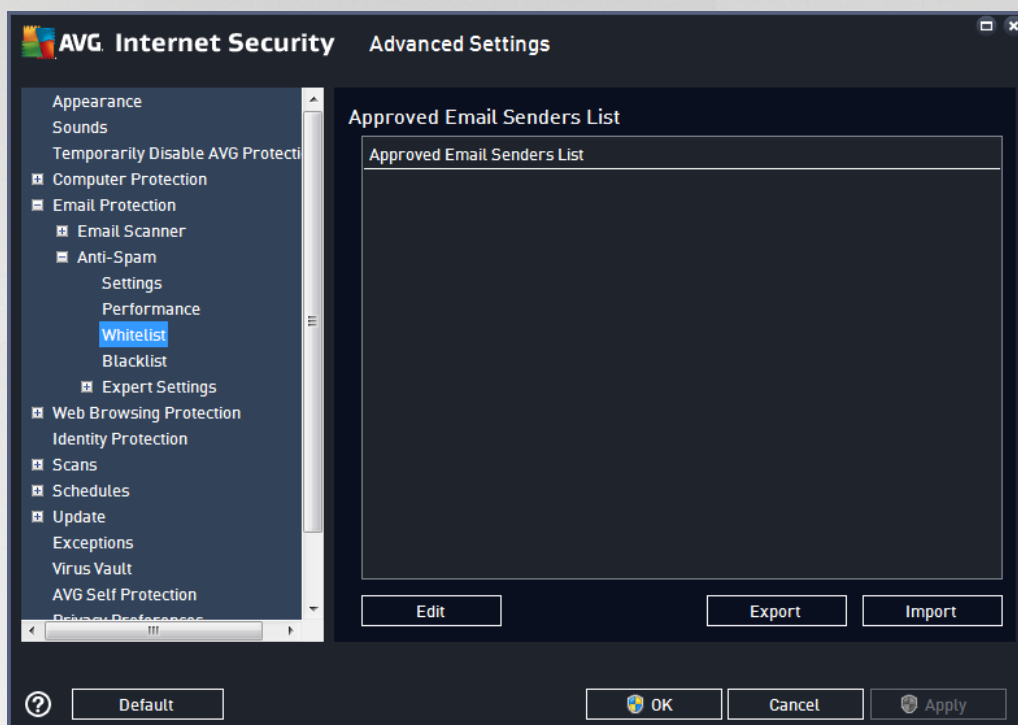 AVG. Internet Security Advanced Settings
Appearance
Sounds
Temporarily Disable AVG Protecti
Computer Protection
Email Protection
Email Scanner
Anti-Spam
Settings
Performance
Whitelist
Blacklist
Expert Settings
Web Browsing Protection
Identity Protection
Scans
Schedules
Update
Exceptions
Virus Vault
AVG Self Protection
Privacy Preferences
Approved Email Senders List
Approved Email Senders List
Edit
Export
Import
Default
OK
Cancel
Apply